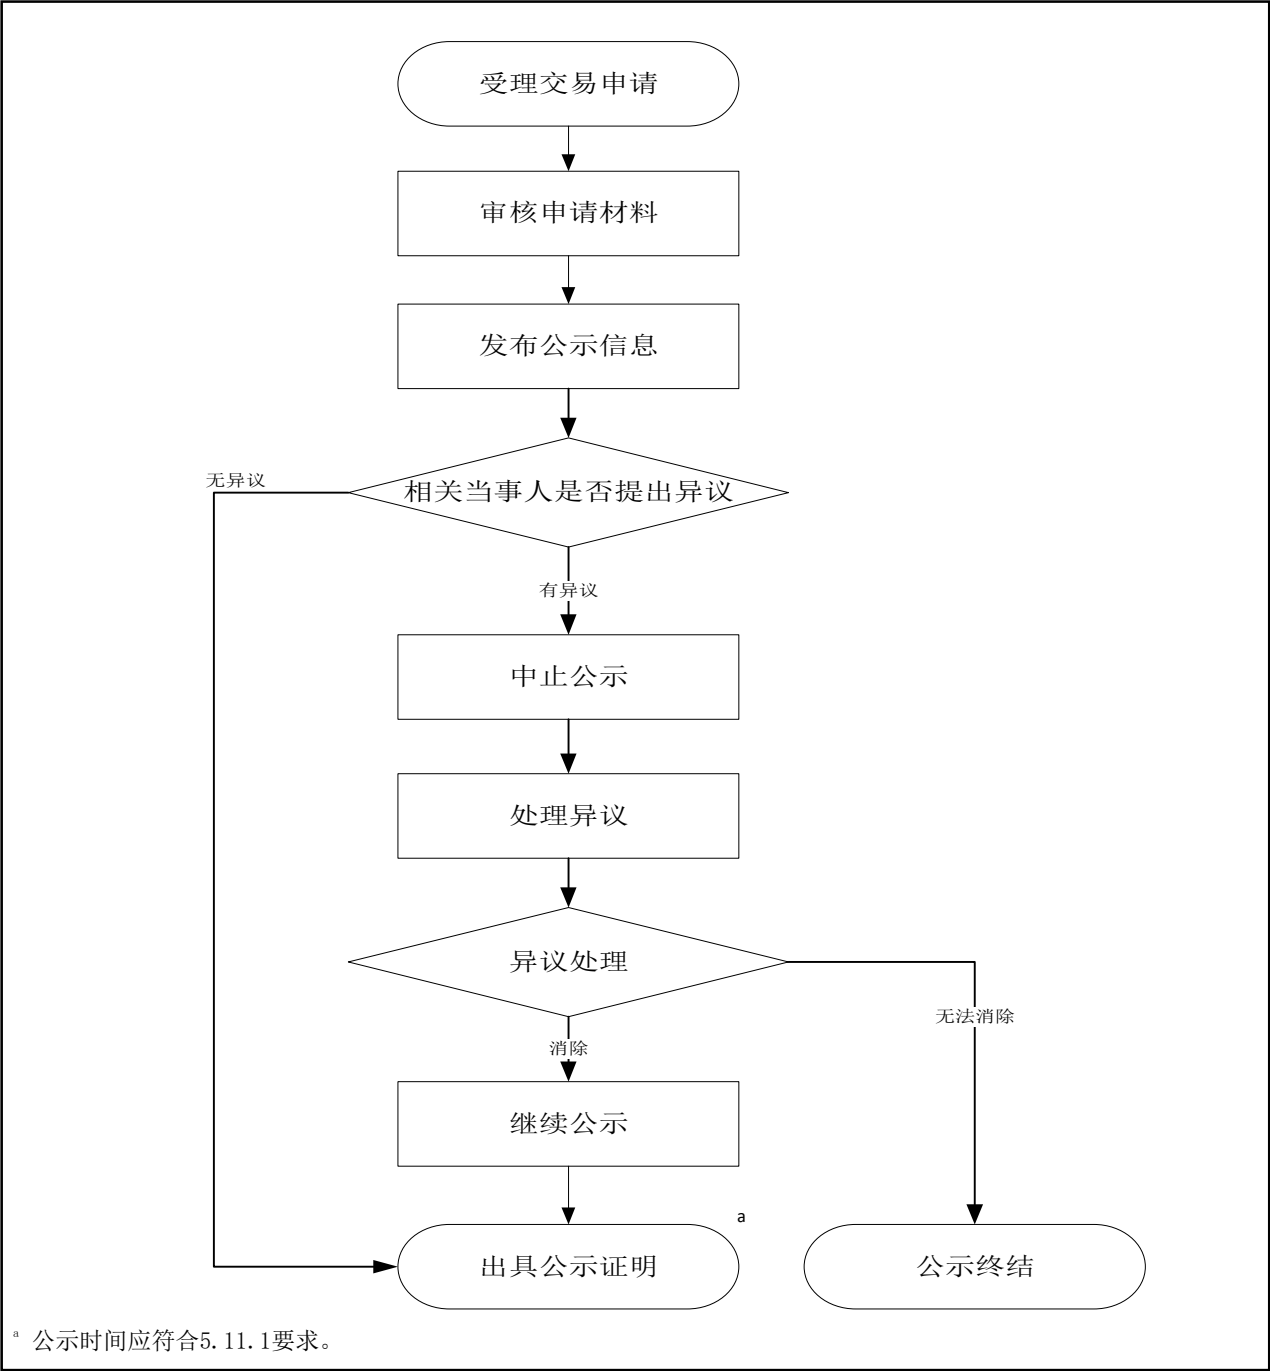 受理交易申请
审核申请材料
发布公示信息
无异议
相关当事人是否提出异议
有异议
中止公示
处理异议
异议处理
无法消除
消除
继续公示
a
出具公示证明
公示终结
a 公示时间应符合5.11.1要求。